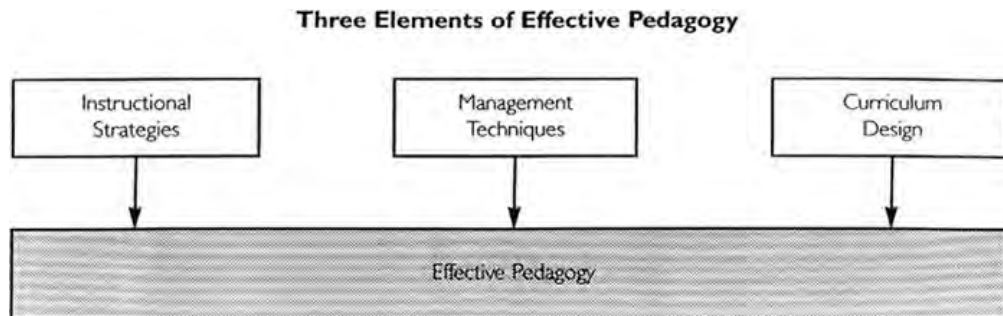 Three Elements of Effective Pedagogy
Instructional
Strategies
Management
Techniques
Curriculum
Design
Effective Pedagogy